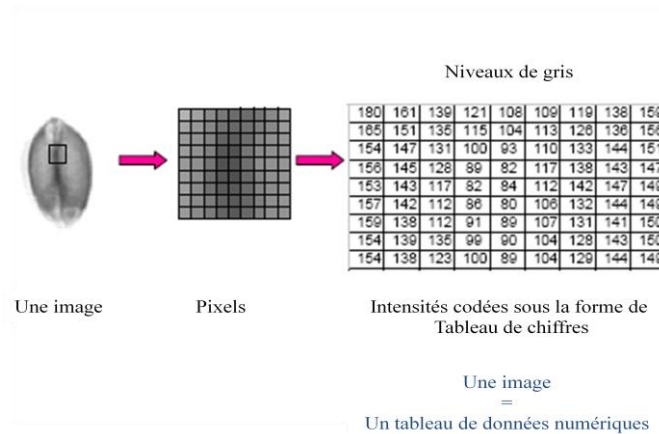 Niveaux de gris
180 161 139 121 108 109 119 138
165 151 135 115 104 113 126 136
154 147 131 100 93 110 133 144
156 145 128 89 82 117 138 143
153 143 117 82 84 112 142 147
157 142 112 86 80 106 132 144
159 138 112 91 89 107 131 141
154 139 135 99 90 104 128 143
154 138 123 100 89 104 129 144
Une image
Pixels
Intensités codées sous la forme de
Tableau de chiffres
Une image
=
Un tableau de données numériques